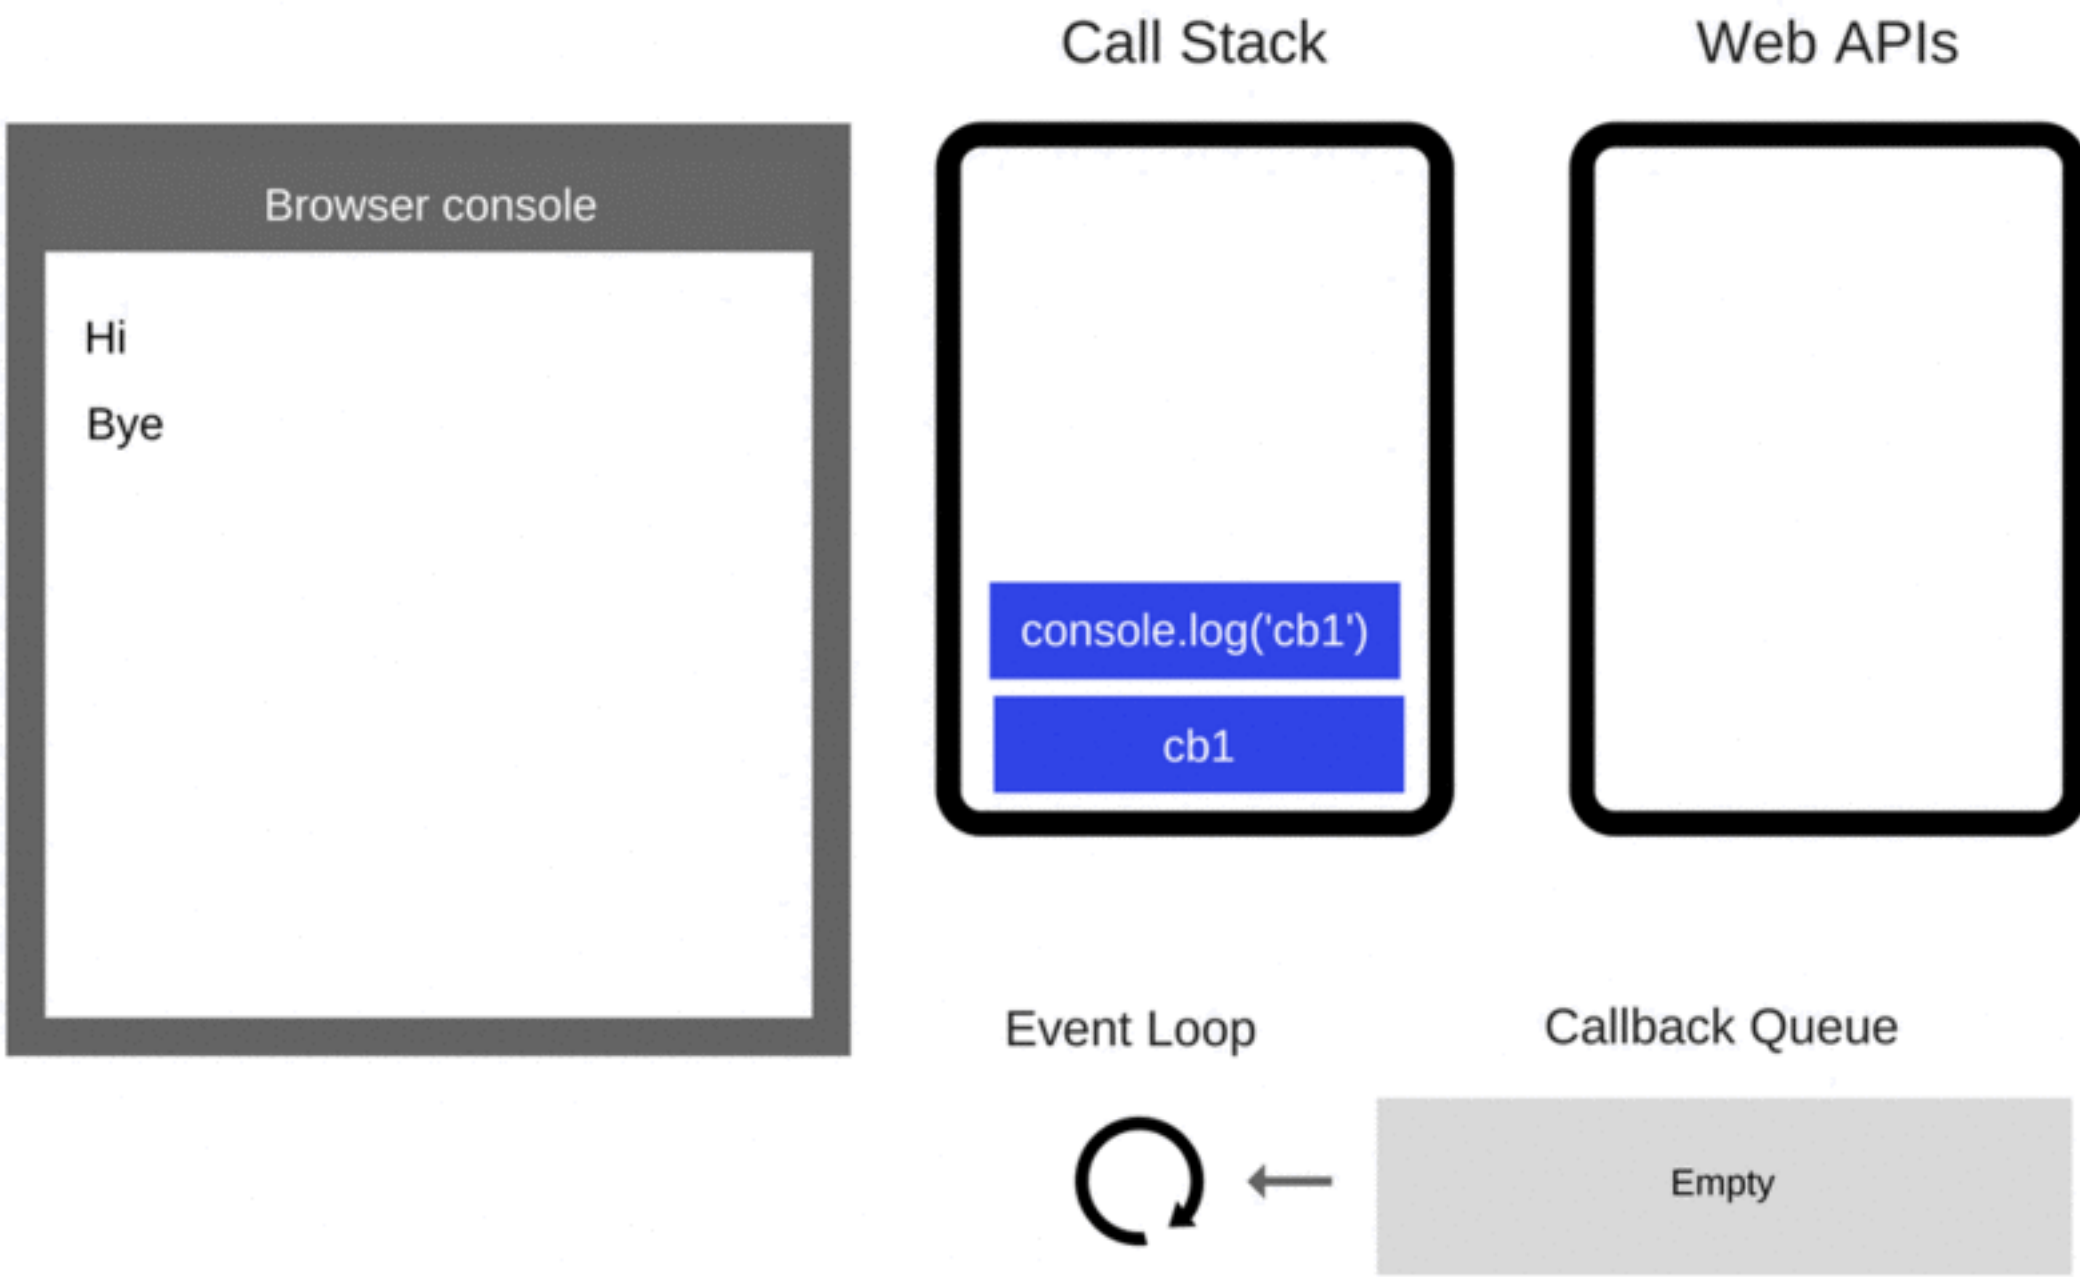 Call Stack
Web APIs
Browser console
Hi
Bye
console.log('cb1')
cb1
Event Loop
Callback Queue
Empty